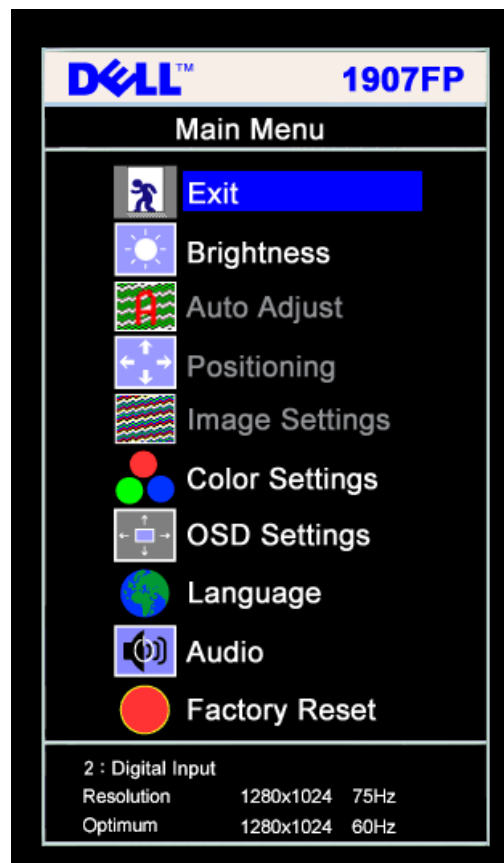 DELL™ 1907FP
Main Menu
Exit
Brightness
Auto Adjust
Positioning
Image Settings
Color Settings
OSD Settings
Language
Audio
Factory Reset
2 : Digital Input
Resolution 1280x1024 75Hz
Optimum 1280x1024 60Hz